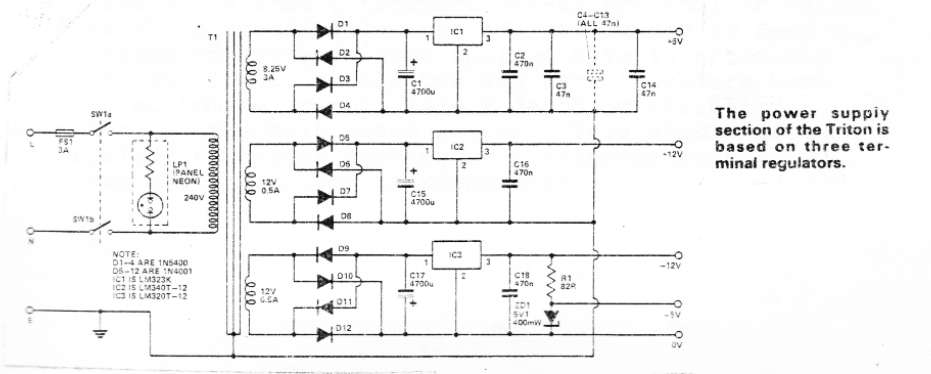 T1
D1
D2
D3
D4
8.25V
3A
IC1
1
2
3
C1
4700u
C2
470n
C3
47n
C4-C13
(ALL 47n)
C14
47n
+5V
SW1a
L
FS1
3A
LP1
(PANEL
NEON)
240V
SW1b
N
E
12V
0.5A
D5
D6
D7
D8
IC2
1
2
3
C15
4700u
C16
470n
-12V
12V
0.5A
D9
D10
D11
D12
IC3
1
2
3
C17
4700u
C18
470n
R1
82R
ZD1
5v1
400mW
-12V
-5V
0V
NOTE:
D1-4 ARE 1N5400
D5-12 ARE 1N4001
IC1 IS LM323K
IC2 IS LM340T-12
IC3 IS LM320T-12
The power supply
section of the Triton is
based on three ter-
minal regulators.